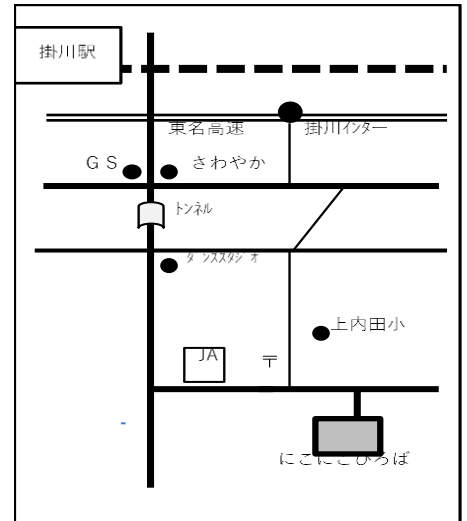 掛川駅
東名高速
掛川インター
GS
さわやか
トンネル
ダンススタジオ
上内田小
JA
〒
にこにこひろば